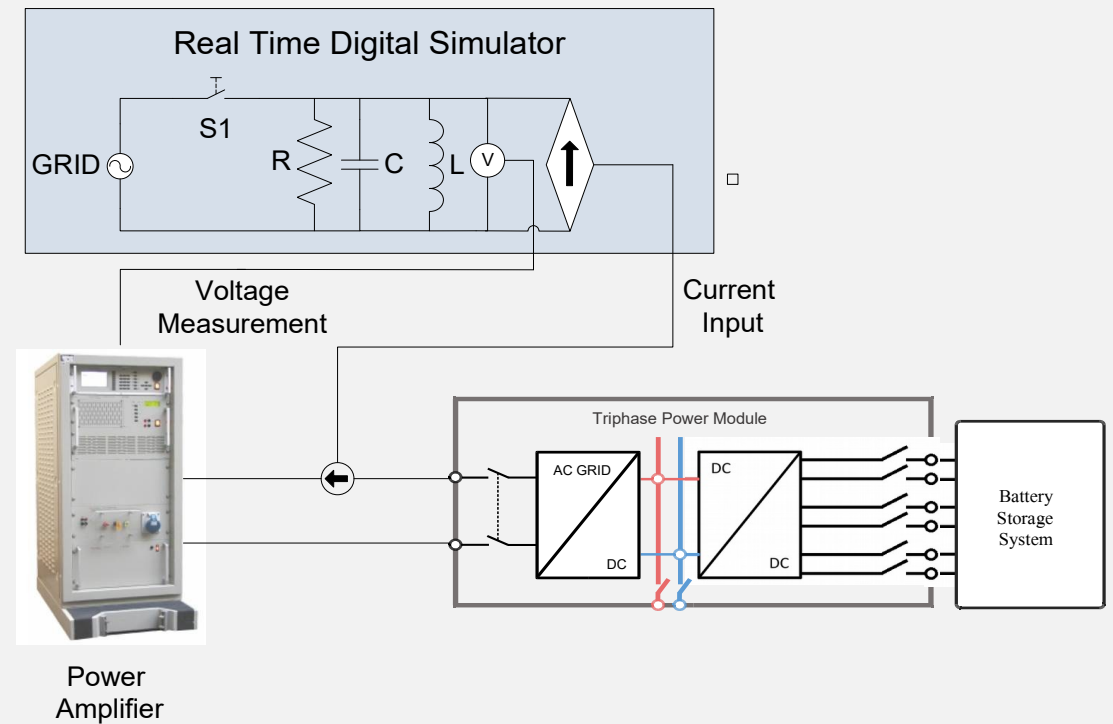 Real Time Digital Simulator
S1
GRID
R
C
L
V
Voltage
Measurement
Current
Input
Triphase Power Module
AC GRID
DC
DC
DC
Battery
Storage
System
Power
Amplifier